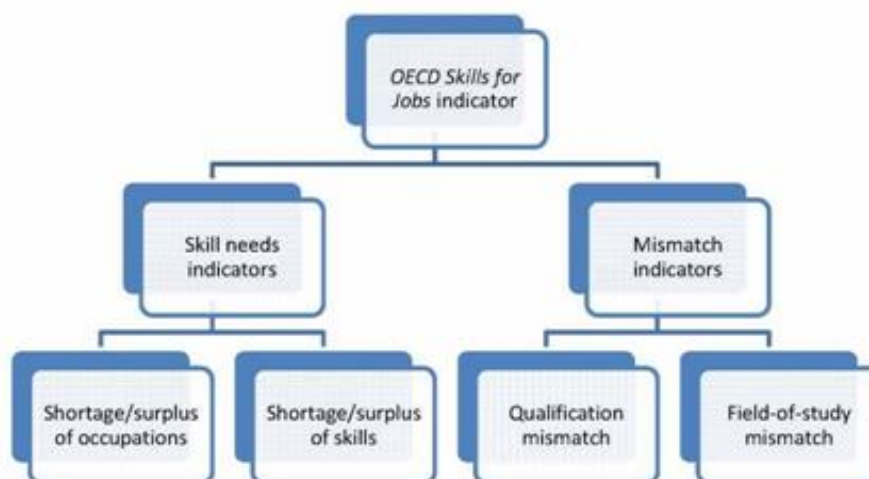 OECD Skills for
Jobs indicator
Skill needs
indicators
Mismatch
indicators
Shortage/surplus
of occupations
Shortage/surplus
of skills
Qualification
mismatch
Field-of-study
mismatch